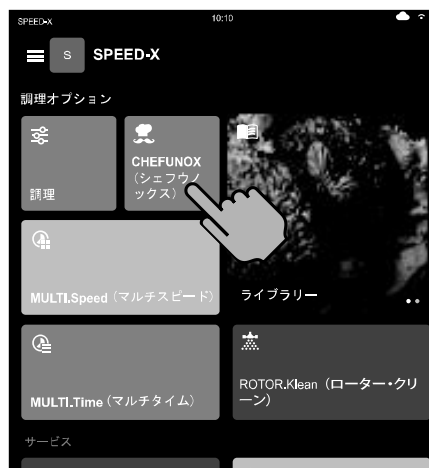 SPEED-X 10:10
S SPEED-X
調理オプション
調理
CHEFUNOX
(シェフウノ
ックス)
MULTI.Speed (マルチスピード)
ライブラリー
MULTI.Time (マルチタイム)
ROTOR.Klean (ローター・クリ
ーン)
サービス